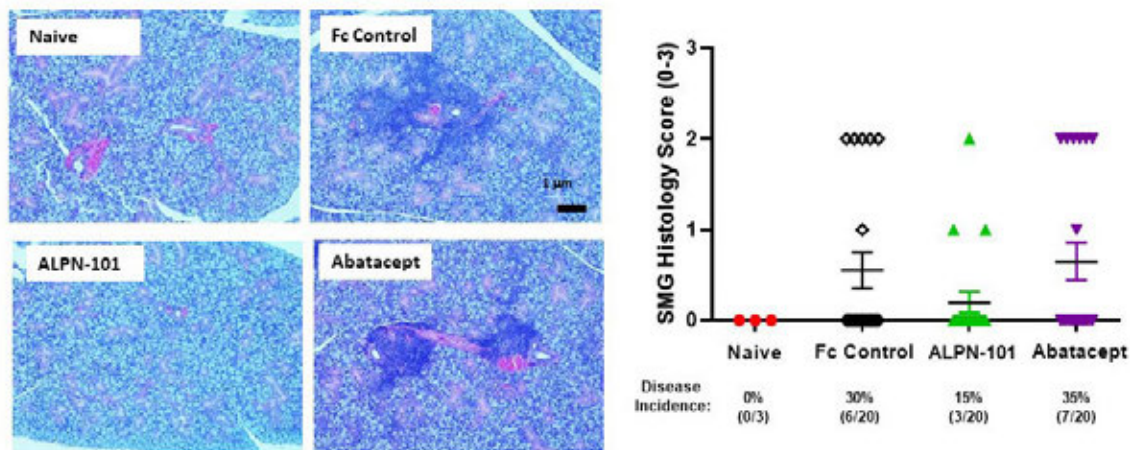 Naive
Fc Control
1 µm
ALPN-101
Abatacept
SMG Histology Score (0-3)
3
2
1
0
Naive Fc Control ALPN-101 Abatacept
Disease Incidence:
0% 30% 15% 35%
(0/3) (6/20) (3/20) (7/20)